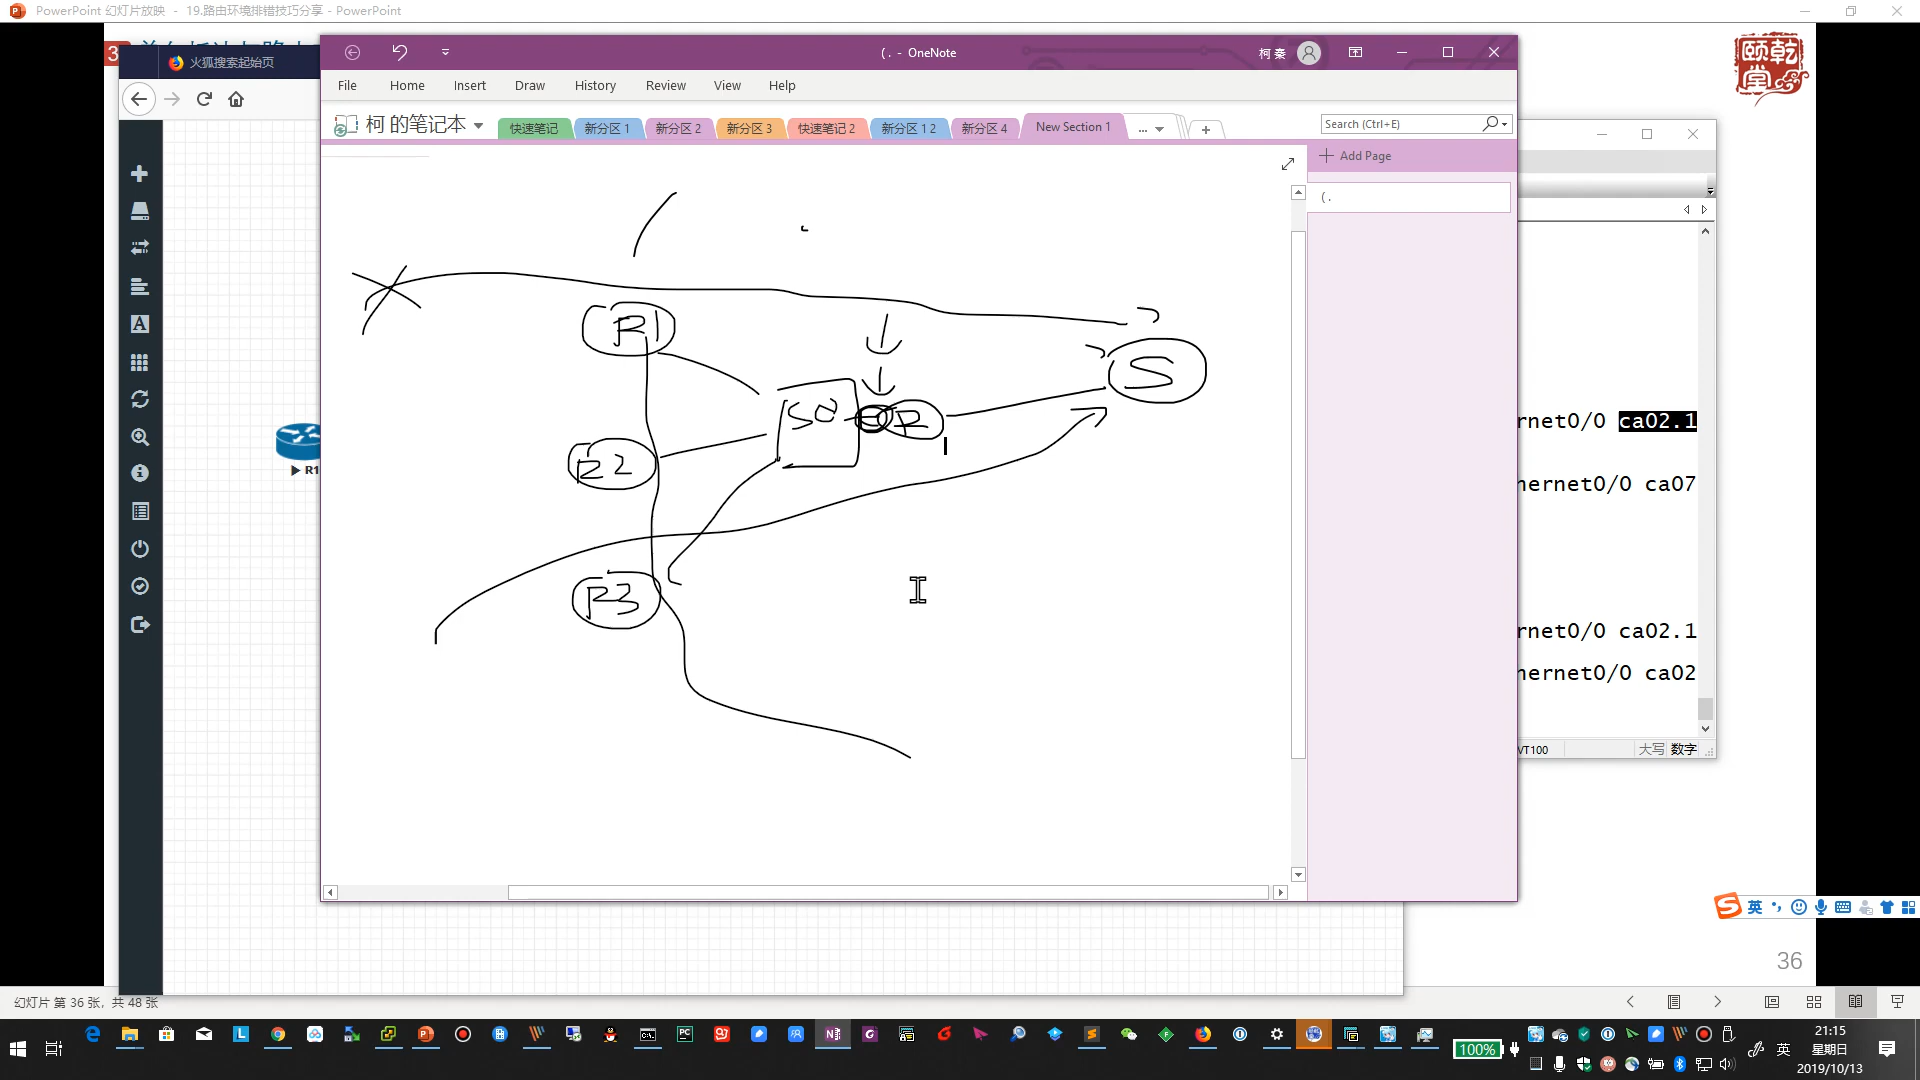 PowerPoint 幻灯片放映 - 19.路由环境排错技巧分享 - PowerPoint
3
火狐搜索起始页
( . - OneNote
柯 秦
File Home Insert Draw History Review View Help
柯 的笔记本
快速笔记 新分区 1 新分区 2 新分区 3 快速笔记 2 新分区 1 2 新分区 4 New Section 1 ...
Search (Ctrl+E)
Add Page
( .
R1
S
S0
R
R2
R3
R1
rnet0/0 ca02.1
hernet0/0 ca07
rnet0/0 ca02.1
hernet0/0 ca02
VT100 大写 数字
颐乾堂
英
36
幻灯片 第 36 张，共 48 张
100%
英
21:15
星期日
2019/10/13